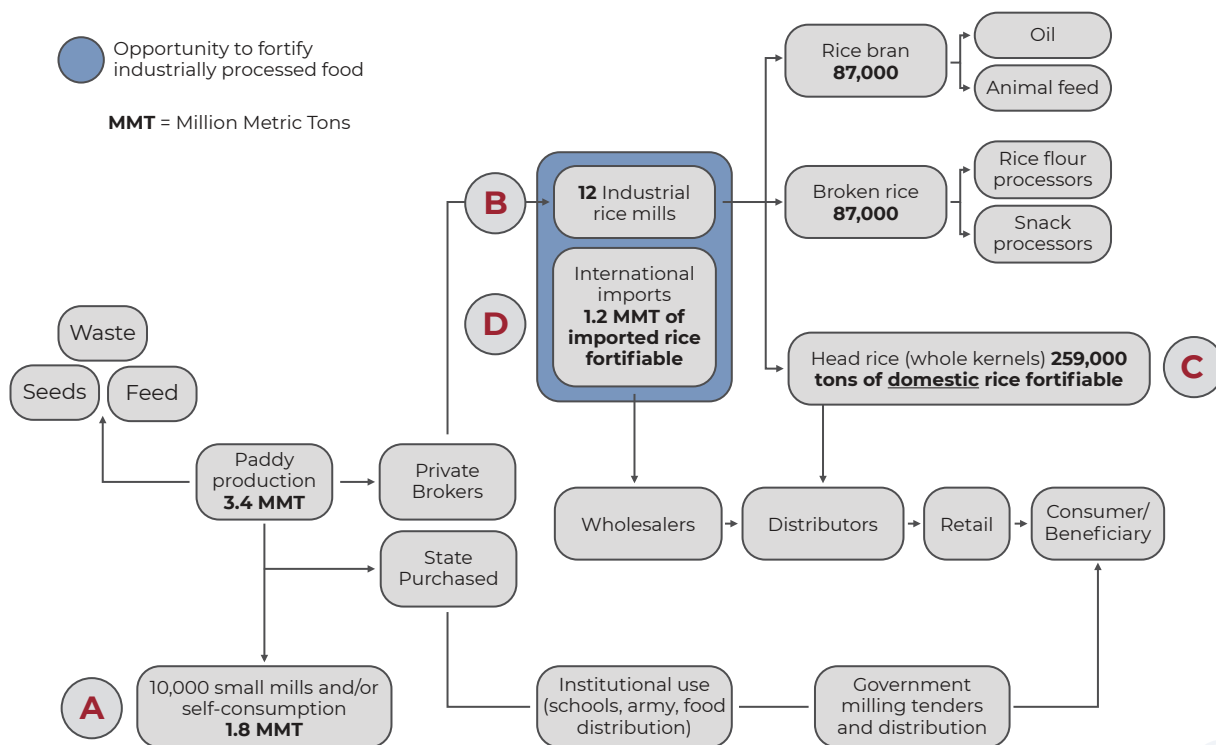 Opportunity to fortify
industrially processed food
MMT = Million Metric Tons
Rice bran
87,000
Oil
Animal feed
B
12 Industrial
rice mills
Broken rice
87,000
Rice flour
processors
Snack
processors
D
International
imports
1.2 MMT of
imported rice
fortifiable
Head rice (whole kernels) 259,000
tons of domestic rice fortifiable
C
Waste
Seeds
Feed
Paddy
production
3.4 MMT
Private
Brokers
State
Purchased
Wholesalers
Distributors
Retail
Consumer/
Beneficiary
A
10,000 small mills and/or
self-consumption
1.8 MMT
Institutional use
(schools, army, food
distribution)
Government
milling tenders
and distribution